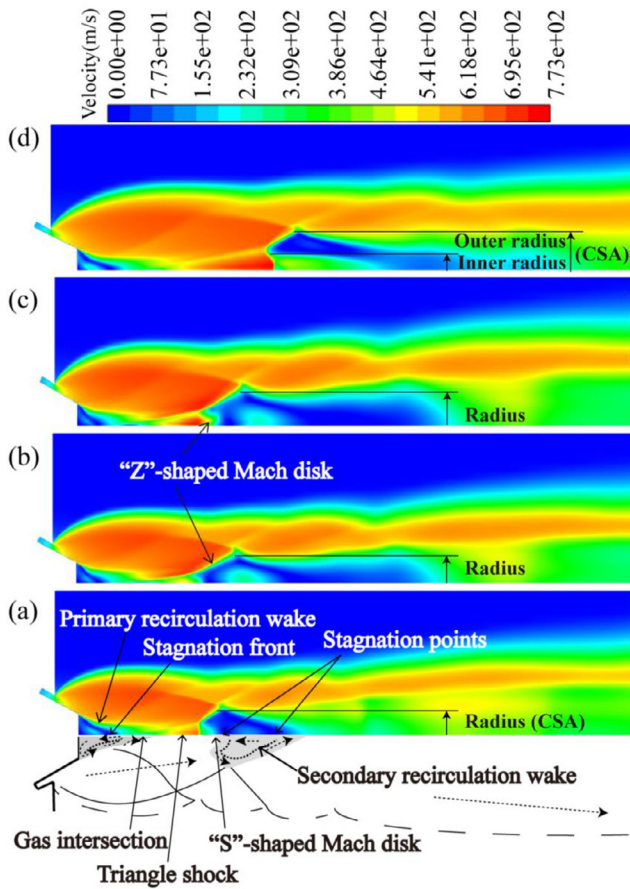 Velocity(m/s)
0.00e+00
7.73e+01
1.55e+02
2.32e+02
3.09e+02
3.86e+02
4.64e+02
5.41e+02
6.18e+02
6.95e+02
7.73e+02
(d)
Outer radius
(CSA)
Inner radius
(c)
Radius
"Z"-shaped Mach disk
(b)
Radius
(a)
Primary recirculation wake
Stagnation front
Stagnation points
Radius (CSA)
Secondary recirculation wake
Gas intersection
"S"-shaped Mach disk
Triangle shock